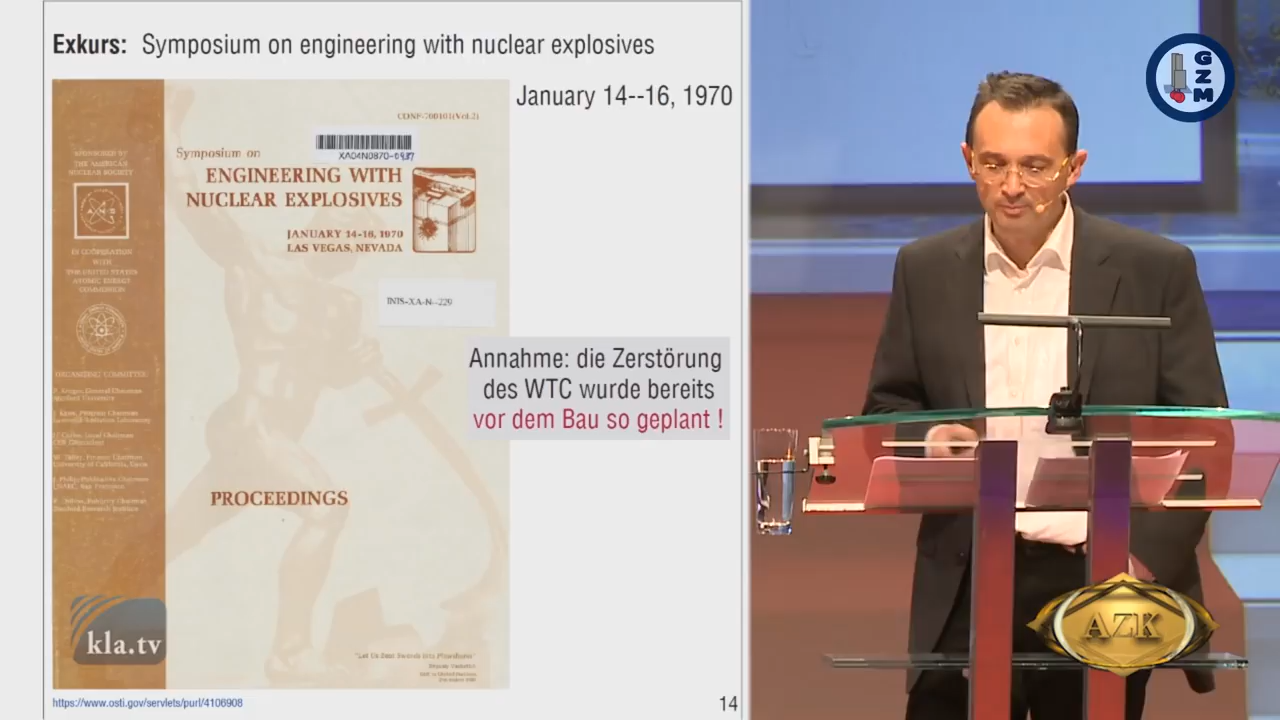 Exkurs: Symposium on engineering with nuclear explosives
January 14--16, 1970
CONF-700101(Vol.2)
XA04N0870-0937
Symposium on
ENGINEERING WITH
NUCLEAR EXPLOSIVES
JANUARY 14-16, 1970
LAS VEGAS, NEVADA
SPONSORED BY
THE AMERICAN
NUCLEAR SOCIETY
ANS
IN COOPERATION
WITH
THE UNITED STATES
ATOMIC ENERGY
COMMISSION
INIS-XA-N--229
ORGANIZING COMMITTEE:
Annahme: die Zerstörung
des WTC wurde bereits
vor dem Bau so geplant !
PROCEEDINGS
"Let Us Beat Swords Into Plowshares"
kla.tv
https://www.osti.gov/servlets/purl/4106908
14
GZM
AZK